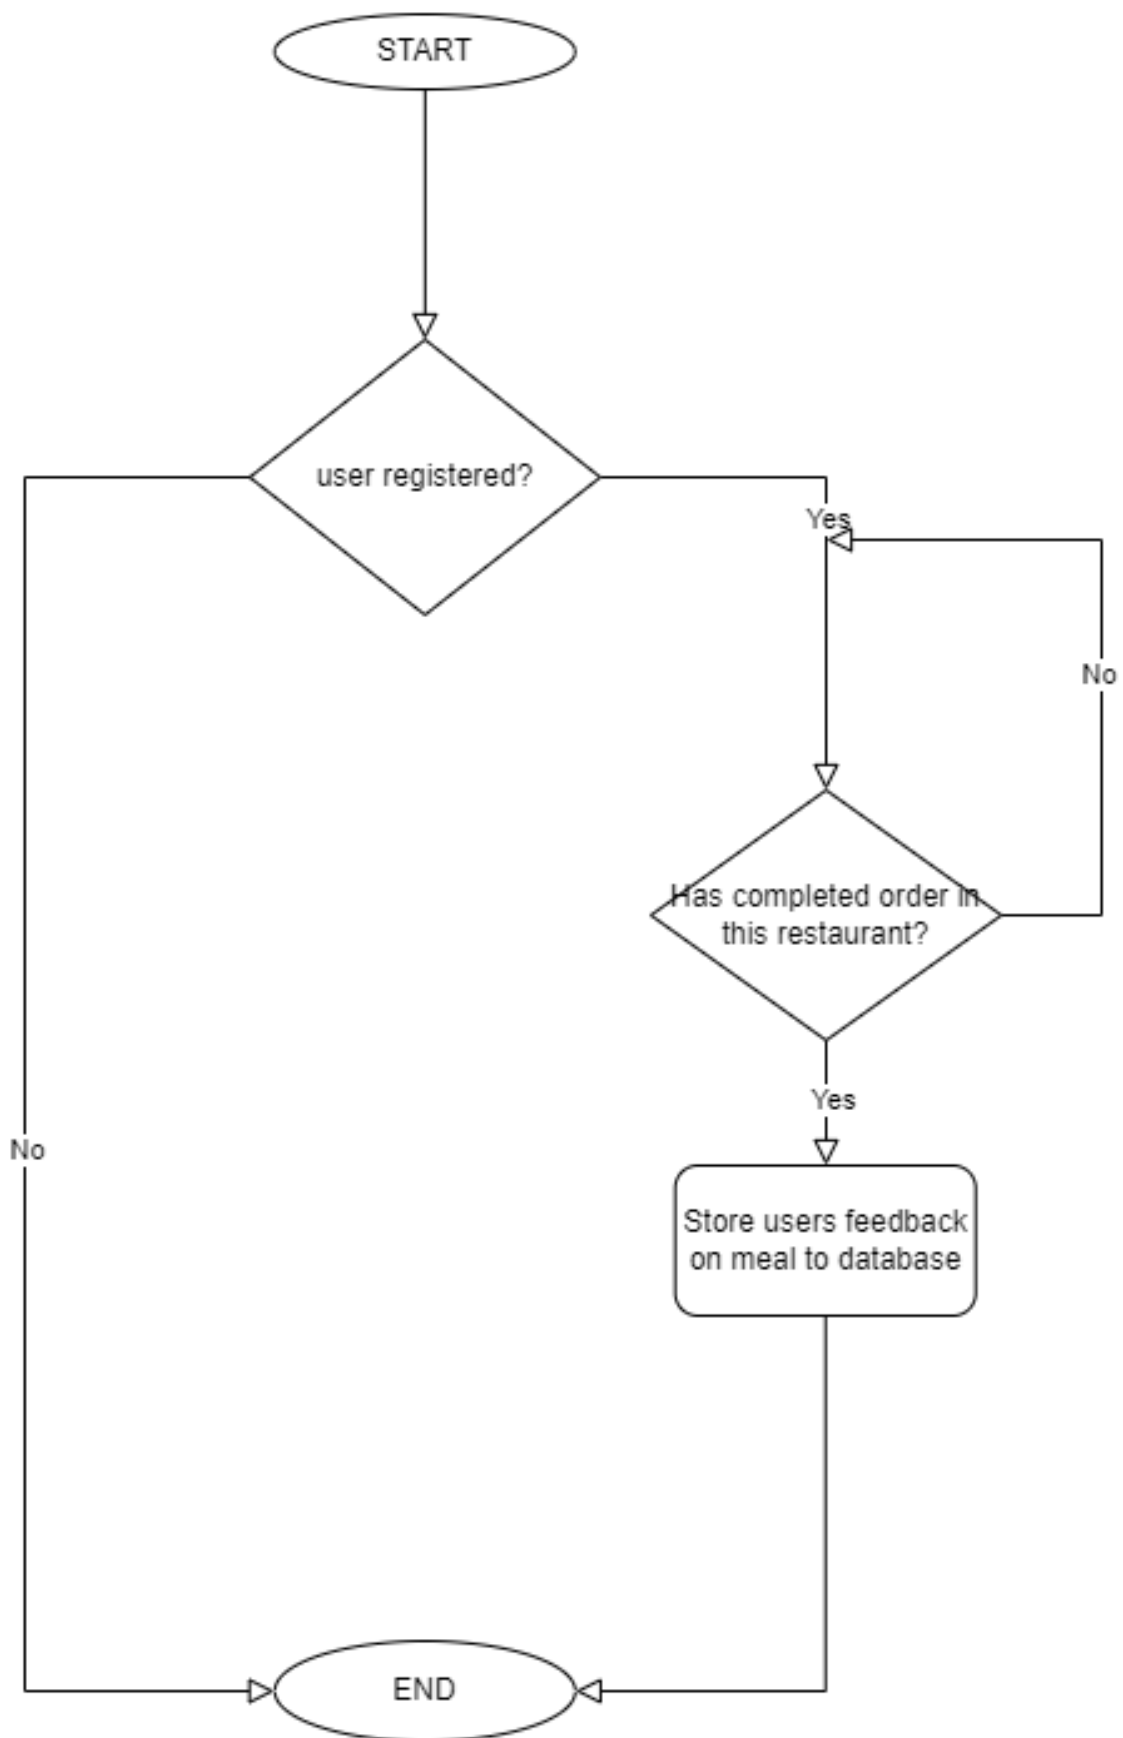 START
user registered?
Yes
No
Has completed order in
this restaurant?
Yes
No
Store users feedback
on meal to database
END